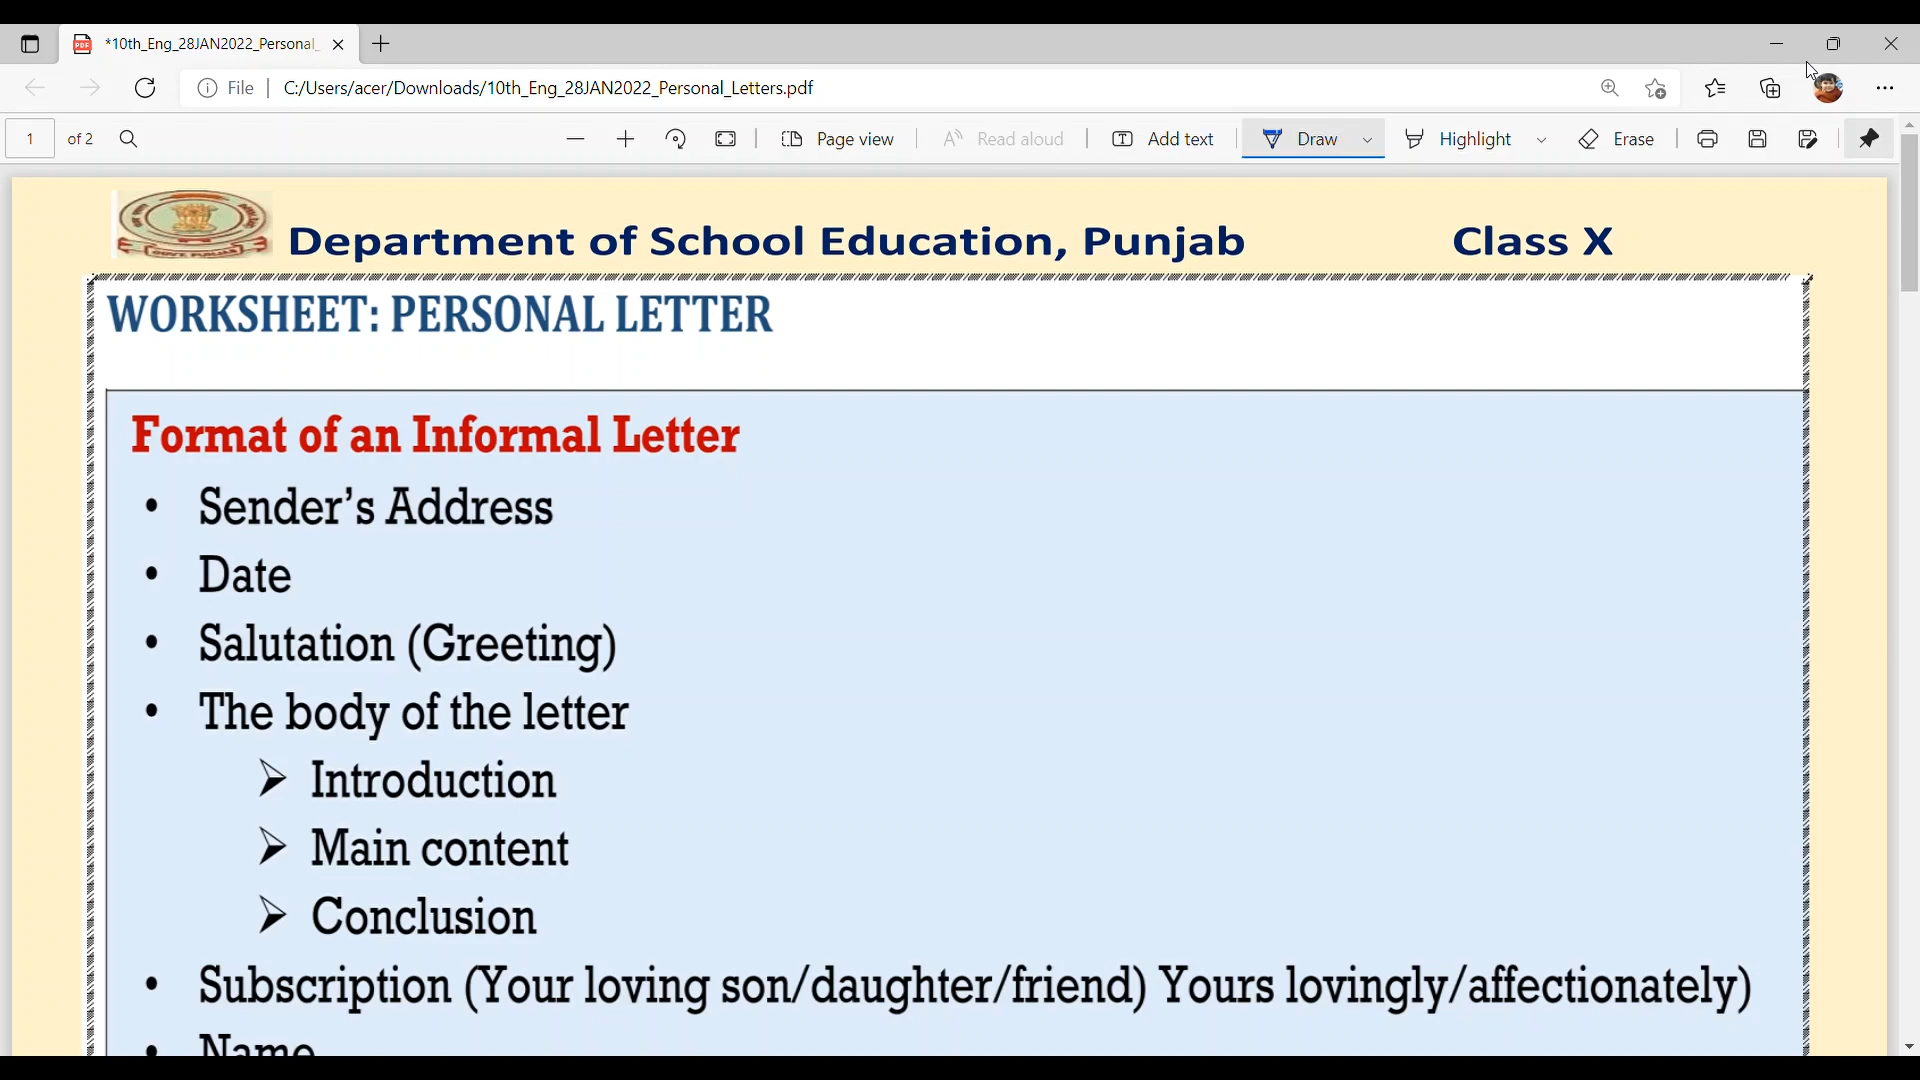 *10th_Eng_28JAN2022_Personal_
File
C:/Users/acer/Downloads/10th_Eng_28JAN2022_Personal_Letters.pdf
1 of 2
Page view
Read aloud
Add text
Draw
Highlight
Erase
Department of School Education, Punjab Class X
WORKSHEET: PERSONAL LETTER
Format of an Informal Letter
• Sender’s Address
• Date
• Salutation (Greeting)
• The body of the letter
➢ Introduction
➢ Main content
➢ Conclusion
• Subscription (Your loving son/daughter/friend) Yours lovingly/affectionately)
• Name